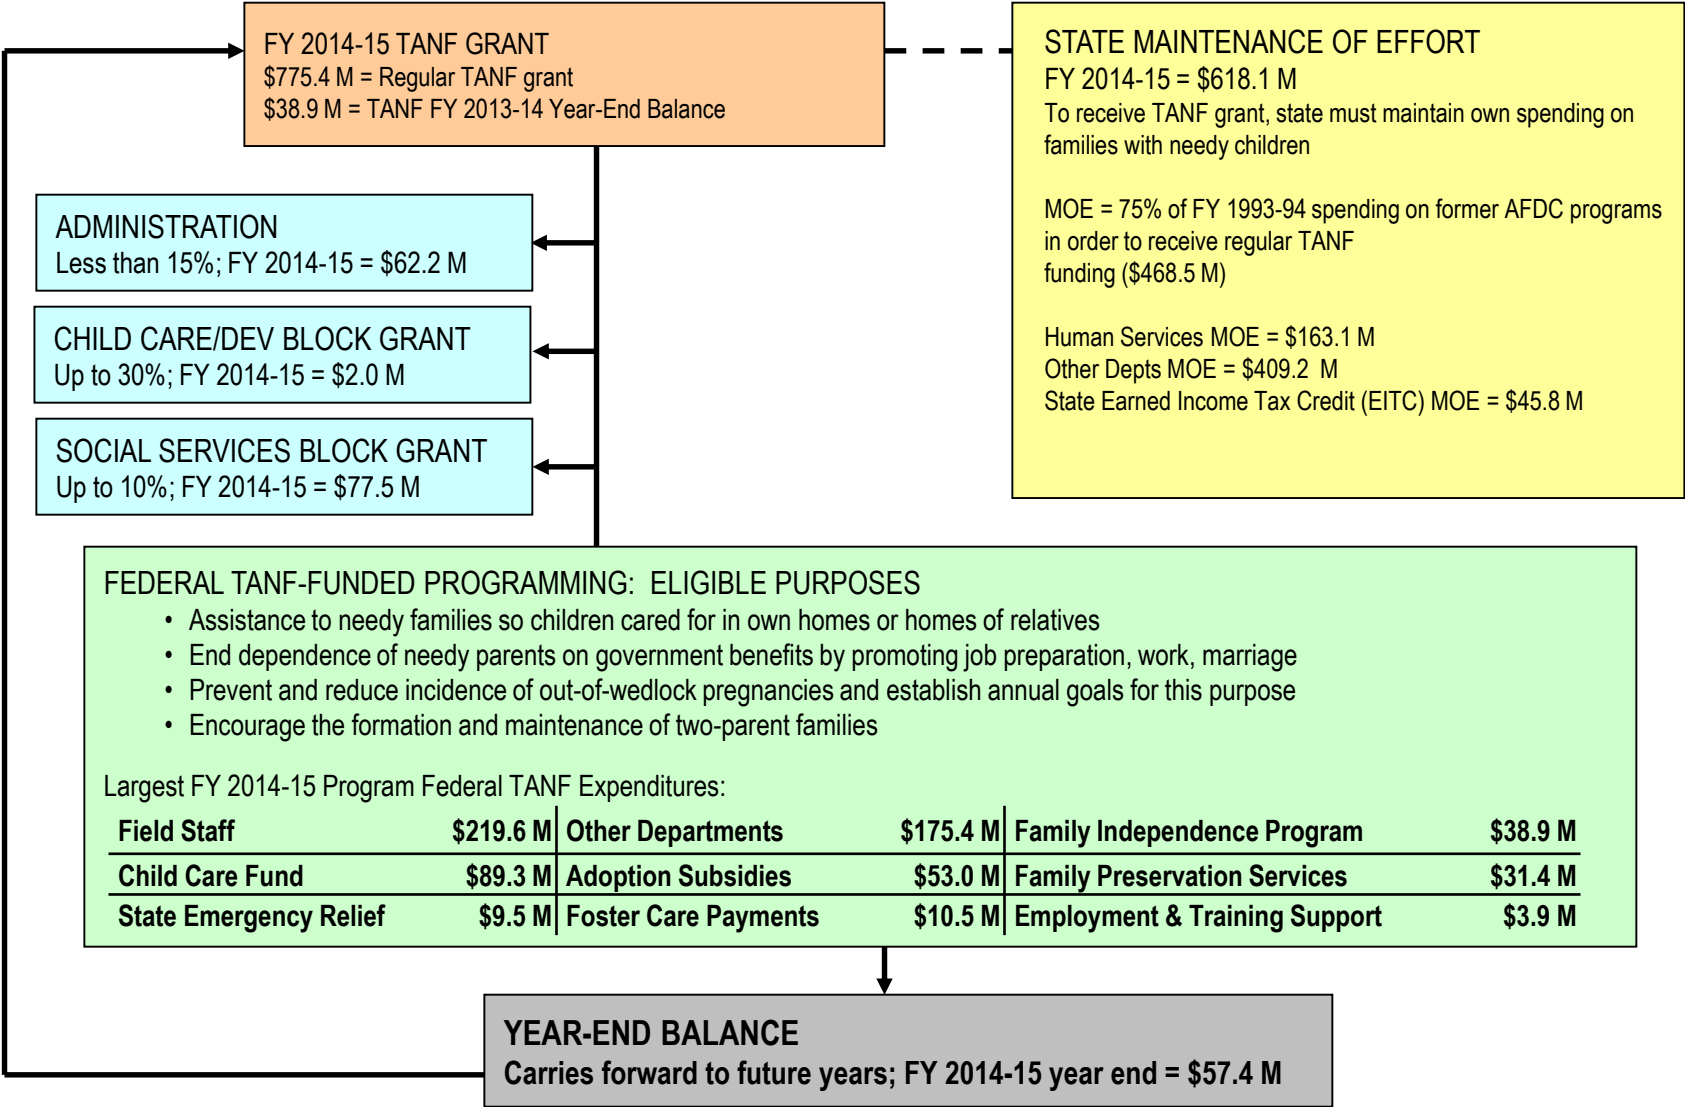 FY 2014-15 TANF GRANT
$775.4 M = Regular TANF grant
$38.9 M = TANF FY 2013-14 Year-End Balance
STATE MAINTENANCE OF EFFORT
FY 2014-15 = $618.1 M
To receive TANF grant, state must maintain own spending on
families with needy children
MOE = 75% of FY 1993-94 spending on former AFDC programs
in order to receive regular TANF
funding ($468.5 M)
Human Services MOE = $163.1 M
Other Depts MOE = $409.2 M
State Earned Income Tax Credit (EITC) MOE = $45.8 M
ADMINISTRATION
Less than 15%; FY 2014-15 = $62.2 M
CHILD CARE/DEV BLOCK GRANT
Up to 30%; FY 2014-15 = $2.0 M
SOCIAL SERVICES BLOCK GRANT
Up to 10%; FY 2014-15 = $77.5 M
FEDERAL TANF-FUNDED PROGRAMMING: ELIGIBLE PURPOSES
• Assistance to needy families so children cared for in own homes or homes of relatives
• End dependence of needy parents on government benefits by promoting job preparation, work, marriage
• Prevent and reduce incidence of out-of-wedlock pregnancies and establish annual goals for this purpose
• Encourage the formation and maintenance of two-parent families
Largest FY 2014-15 Program Federal TANF Expenditures:
Field Staff $219.6 M Other Departments $175.4 M Family Independence Program $38.9 M
Child Care Fund $89.3 M Adoption Subsidies $53.0 M Family Preservation Services $31.4 M
State Emergency Relief $9.5 M Foster Care Payments $10.5 M Employment & Training Support $3.9 M
YEAR-END BALANCE
Carries forward to future years; FY 2014-15 year end = $57.4 M